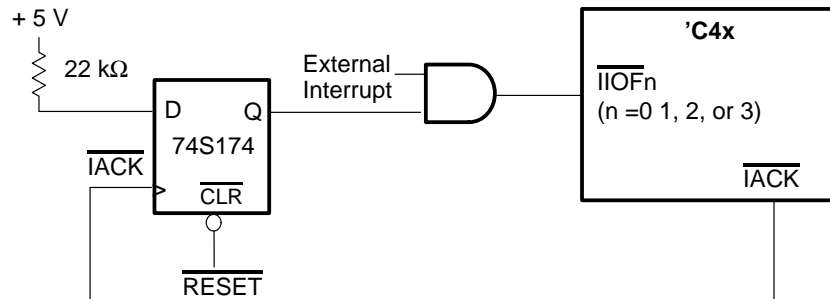 + 5 V
22 kΩ
D
Q
74S174
IACK
CLR
RESET
External
Interrupt
'C4x
IIOFn
(n =0 1, 2, or 3)
IACK